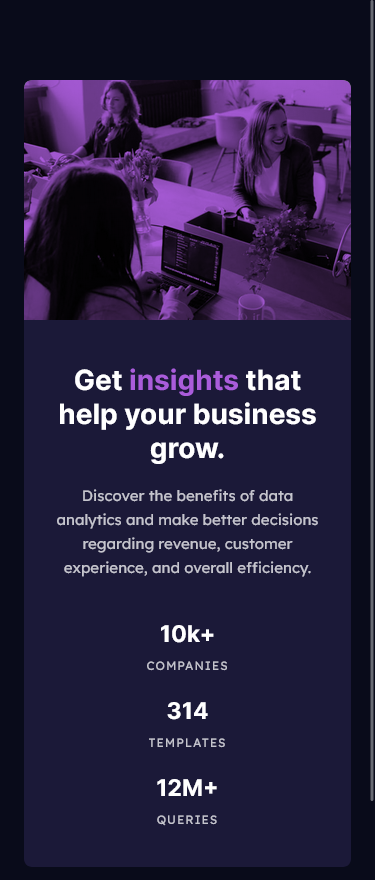 Get insights that
help your business
grow.
Discover the benefits of data
analytics and make better decisions
regarding revenue, customer
experience, and overall efficiency.
10k+
COMPANIES
314
TEMPLATES
12M+
QUERIES